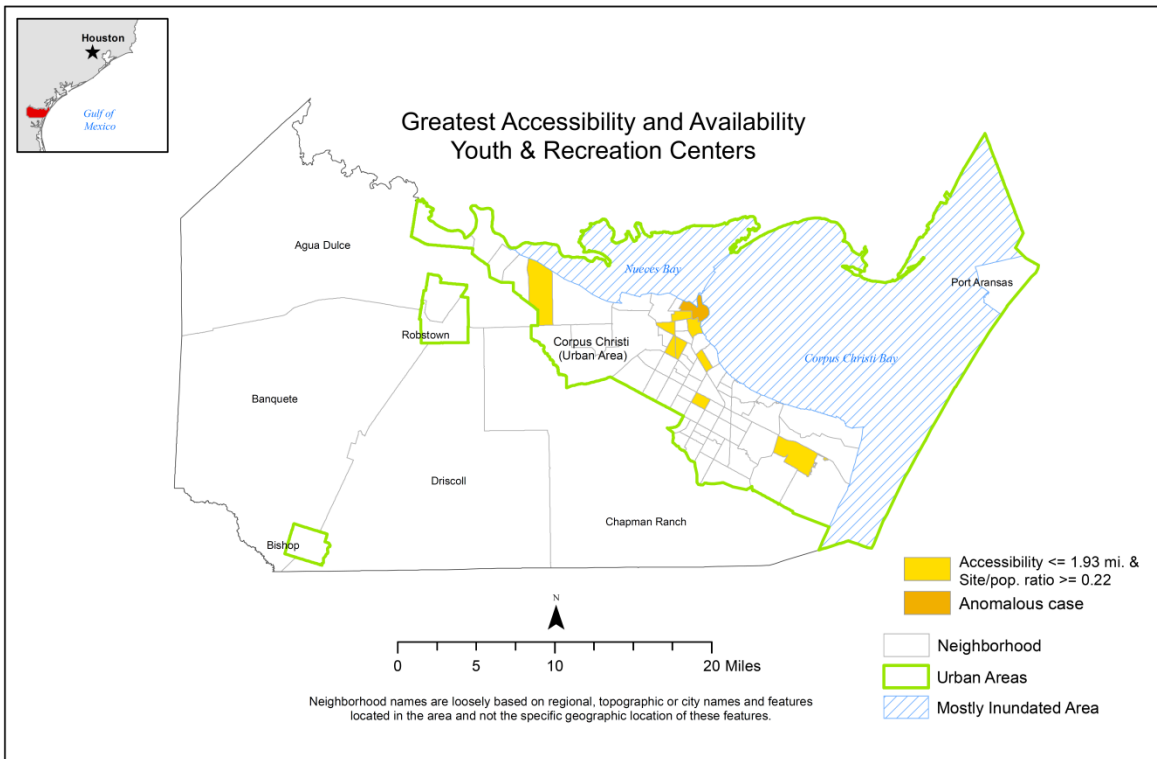 Houston
Gulf of
Mexico
Greatest Accessibility and Availability
Youth & Recreation Centers
Agua Dulce
Nueces Bay
Port Aransas
Robstown
Corpus Christi
(Urban Area)
Corpus Christi Bay
Banquete
Driscoll
Chapman Ranch
Bishop
Accessibility <= 1.93 mi. &
Site/pop. ratio >= 0.22
Anomalous case
Neighborhood
Urban Areas
Mostly Inundated Area
N
0 5 10 20 Miles
Neighborhood names are loosely based on regional, topographic or city names and features
located in the area and not the specific geographic location of these features.